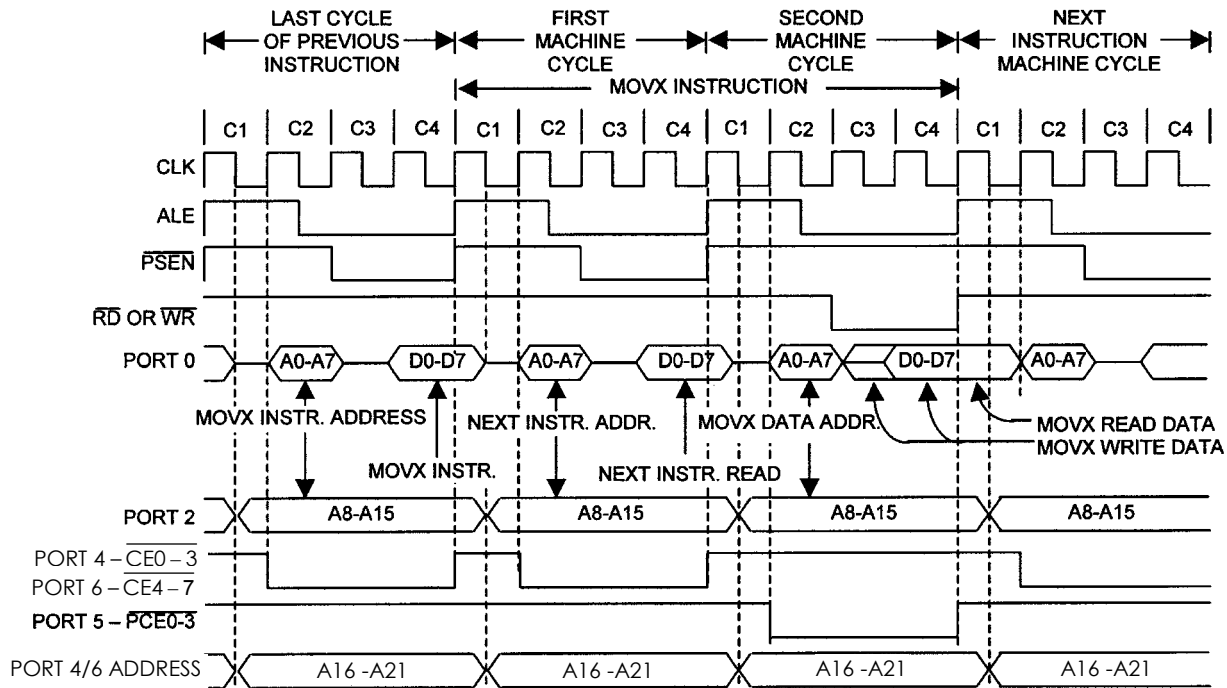 LAST CYCLE OF PREVIOUS INSTRUCTION
FIRST MACHINE CYCLE
SECOND MACHINE CYCLE
NEXT INSTRUCTION MACHINE CYCLE
MOVX INSTRUCTION
C1 C2 C3 C4 C1 C2 C3 C4 C1 C2 C3 C4 C1 C2 C3 C4
CLK
ALE
PSEN
RD OR WR
PORT 0 A0-A7 D0-D7 A0-A7 D0-D7 A0-A7 D0-D7 A0-A7
MOVX INSTR. ADDRESS
NEXT INSTR. ADDR.
MOVX DATA ADDR.
MOVX READ DATA
MOVX WRITE DATA
MOVX INSTR.
NEXT INSTR. READ
PORT 2 A8-A15 A8-A15 A8-A15 A8-A15
PORT 4 – CE0 – 3
PORT 6 – CE4 – 7
PORT 5 – PCE0-3
PORT 4/6 ADDRESS A16 -A21 A16 -A21 A16 -A21 A16 -A21